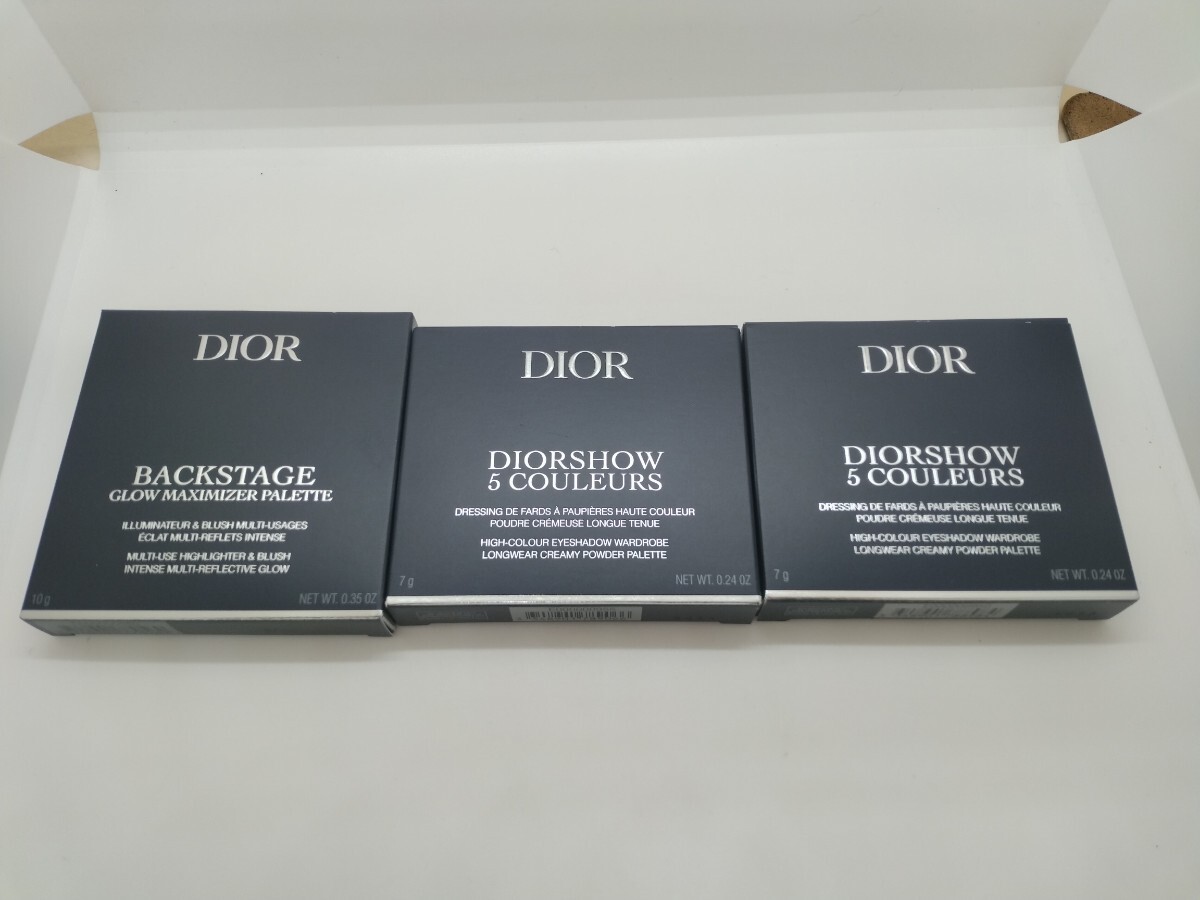 DIOR
BACKSTAGE
GLOW MAXIMIZER PALETTE
ILLUMINATEUR & BLUSH MULTI-USAGES
ÉCLAT MULTI-REFLETS INTENSE
MULTI-USE HIGHLIGHTER & BLUSH
INTENSE MULTI-REFLECTIVE GLOW
10 g
NET WT. 0.35 OZ
DIOR
DIORSHOW
5 COULEURS
DRESSING DE FARDS À PAUPIÈRES HAUTE COULEUR
POUDRE CRÉMEUSE LONGUE TENUE
HIGH-COLOUR EYESHADOW WARDROBE
LONGWEAR CREAMY POWDER PALETTE
7 g
NET WT. 0.24 OZ
DIOR
DIORSHOW
5 COULEURS
DRESSING DE FARDS À PAUPIÈRES HAUTE COULEUR
POUDRE CRÉMEUSE LONGUE TENUE
HIGH-COLOUR EYESHADOW WARDROBE
LONGWEAR CREAMY POWDER PALETTE
7 g
NET WT. 0.24 OZ